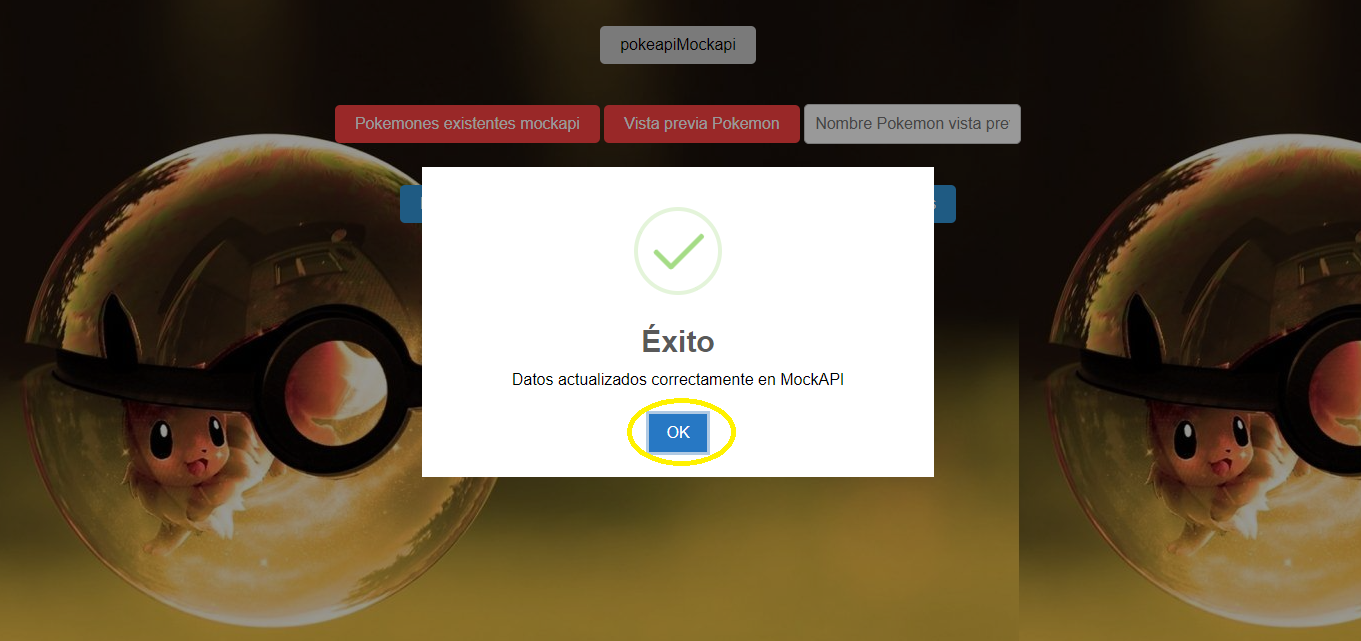 pokeapiMockapi
Pokemones existentes mockapi
Vista previa Pokemon
Nombre Pokemon vista pre
Éxito
Datos actualizados correctamente en MockAPI
OK